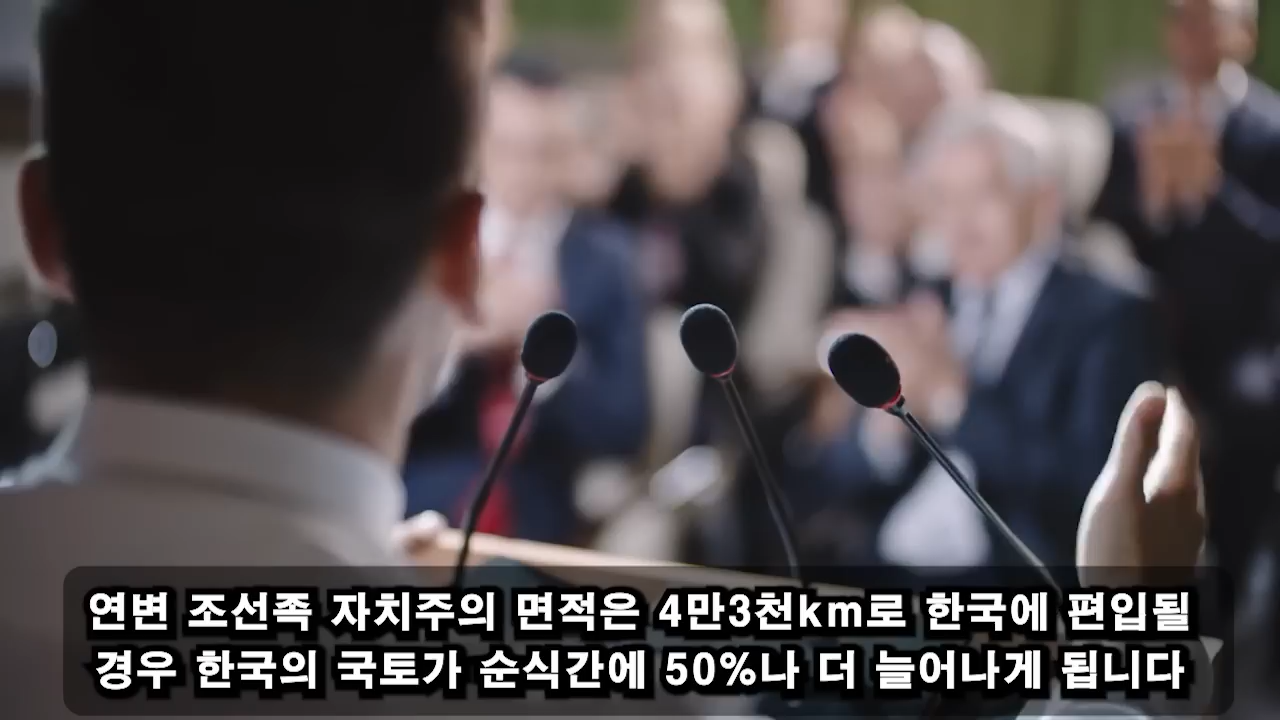 연변 조선족 자치주의 면적은 4만3천km로 한국에 편입될
경우 한국의 국토가 순식간에 50%나 더 늘어나게 됩니다